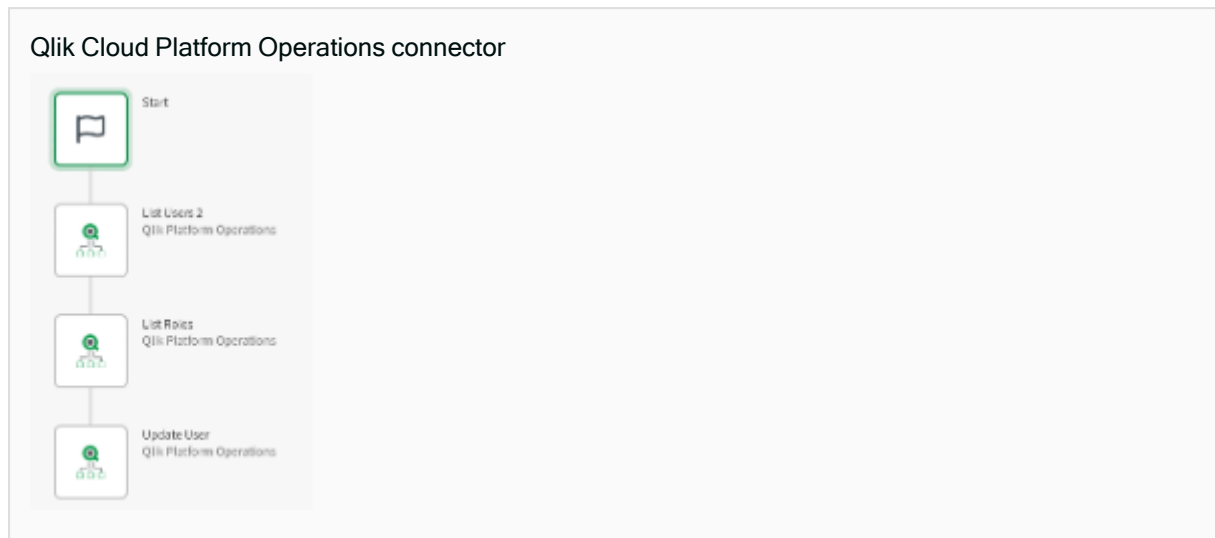 Qlik Cloud Platform Operations connector
Start
List Users 2
Qlik Platform Operations
List Roles
Qlik Platform Operations
Update User
Qlik Platform Operations